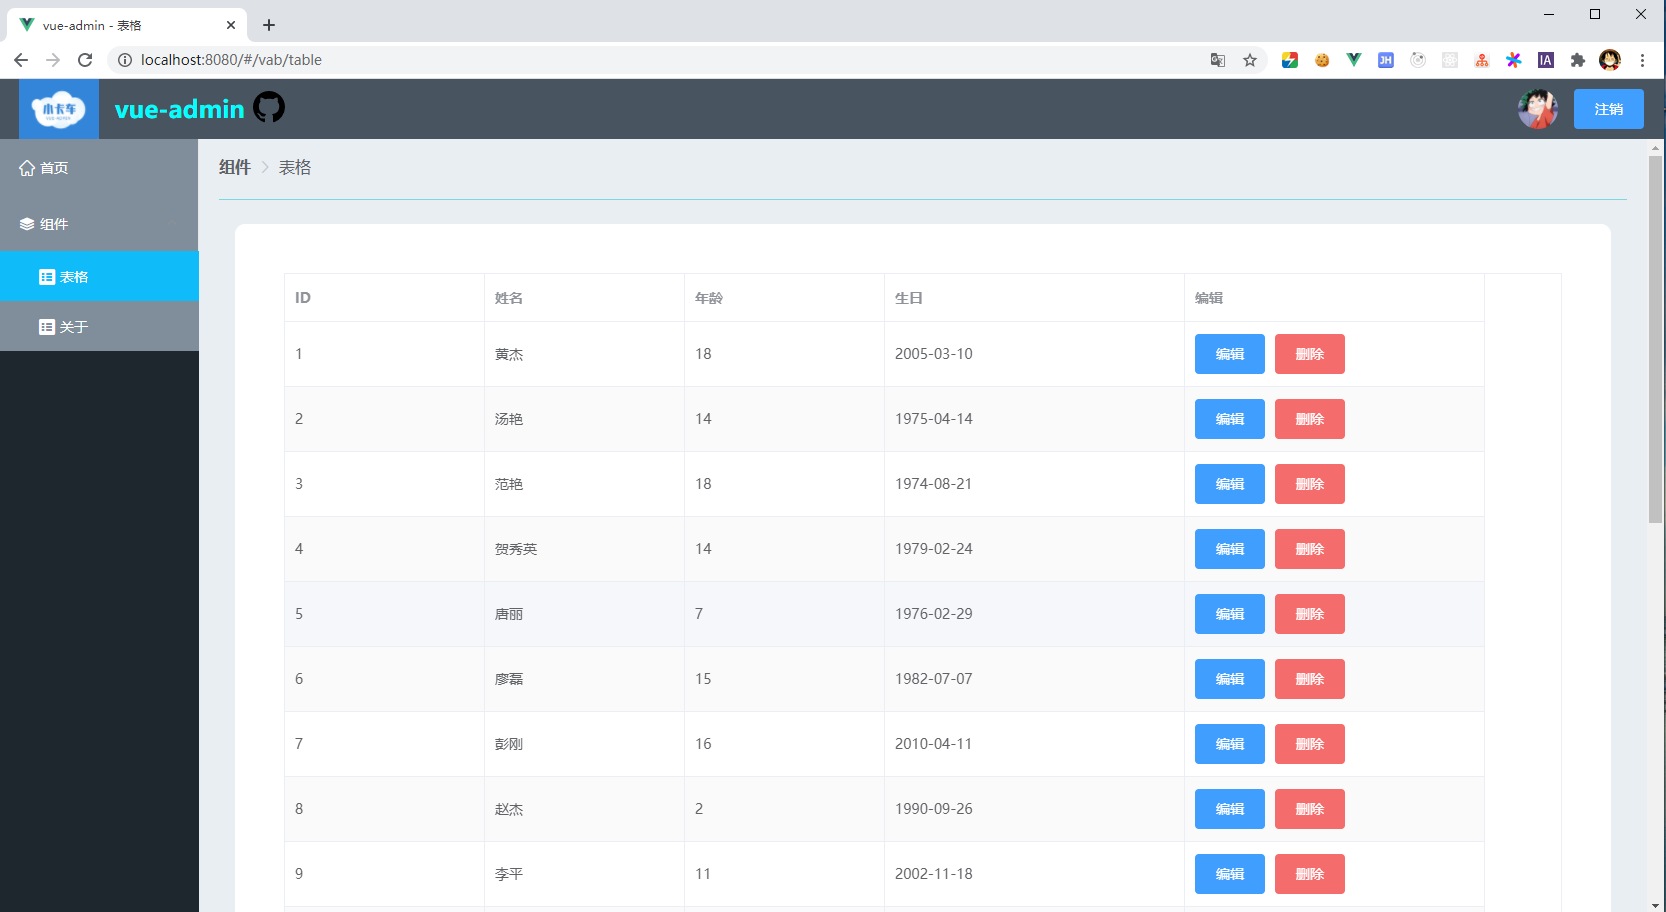 vue-admin - 表格
localhost:8080/#/vab/table
JH
IA
小卡车
vue-admin
注销
首页
组件
表格
关于
组件 > 表格
ID 姓名 年龄 生日 编辑
1 黄杰 18 2005-03-10 编辑 删除
2 汤艳 14 1975-04-14 编辑 删除
3 范艳 18 1974-08-21 编辑 删除
4 贺秀英 14 1979-02-24 编辑 删除
5 唐丽 7 1976-02-29 编辑 删除
6 廖磊 15 1982-07-07 编辑 删除
7 彭刚 16 2010-04-11 编辑 删除
8 赵杰 2 1990-09-26 编辑 删除
9 李平 11 2002-11-18 编辑 删除